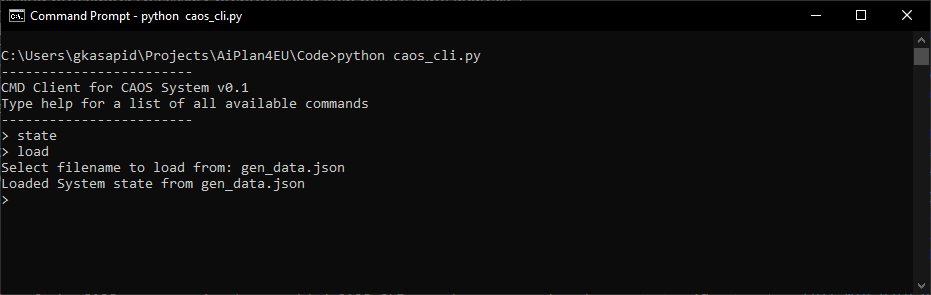 Command Prompt - python  caos_cli.py
C:\Users\gkasapid\Projects\AiPlan4EU\Code>python caos_cli.py
------------------------
CMD Client for CAOS System v0.1
Type help for a list of all available commands
------------------------
> state
> load
Select filename to load from: gen_data.json
Loaded System state from gen_data.json
>